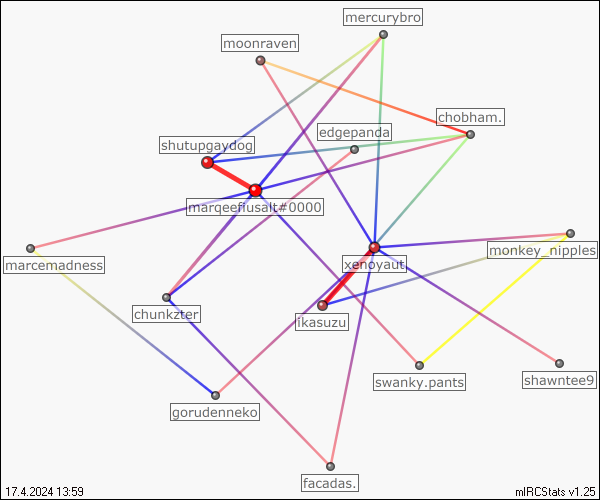 mercurybro
moonraven
chobham.
edgepanda
shutupgaydog
marqeeflusalt#0000
monkey_nipples
xenoyaut
marcemadness
chunkzter
ikasuzu
swanky.pants
shawntee9
gorudenneko
facadas.
17.4.2024 13:59
mIRCStats v1.25